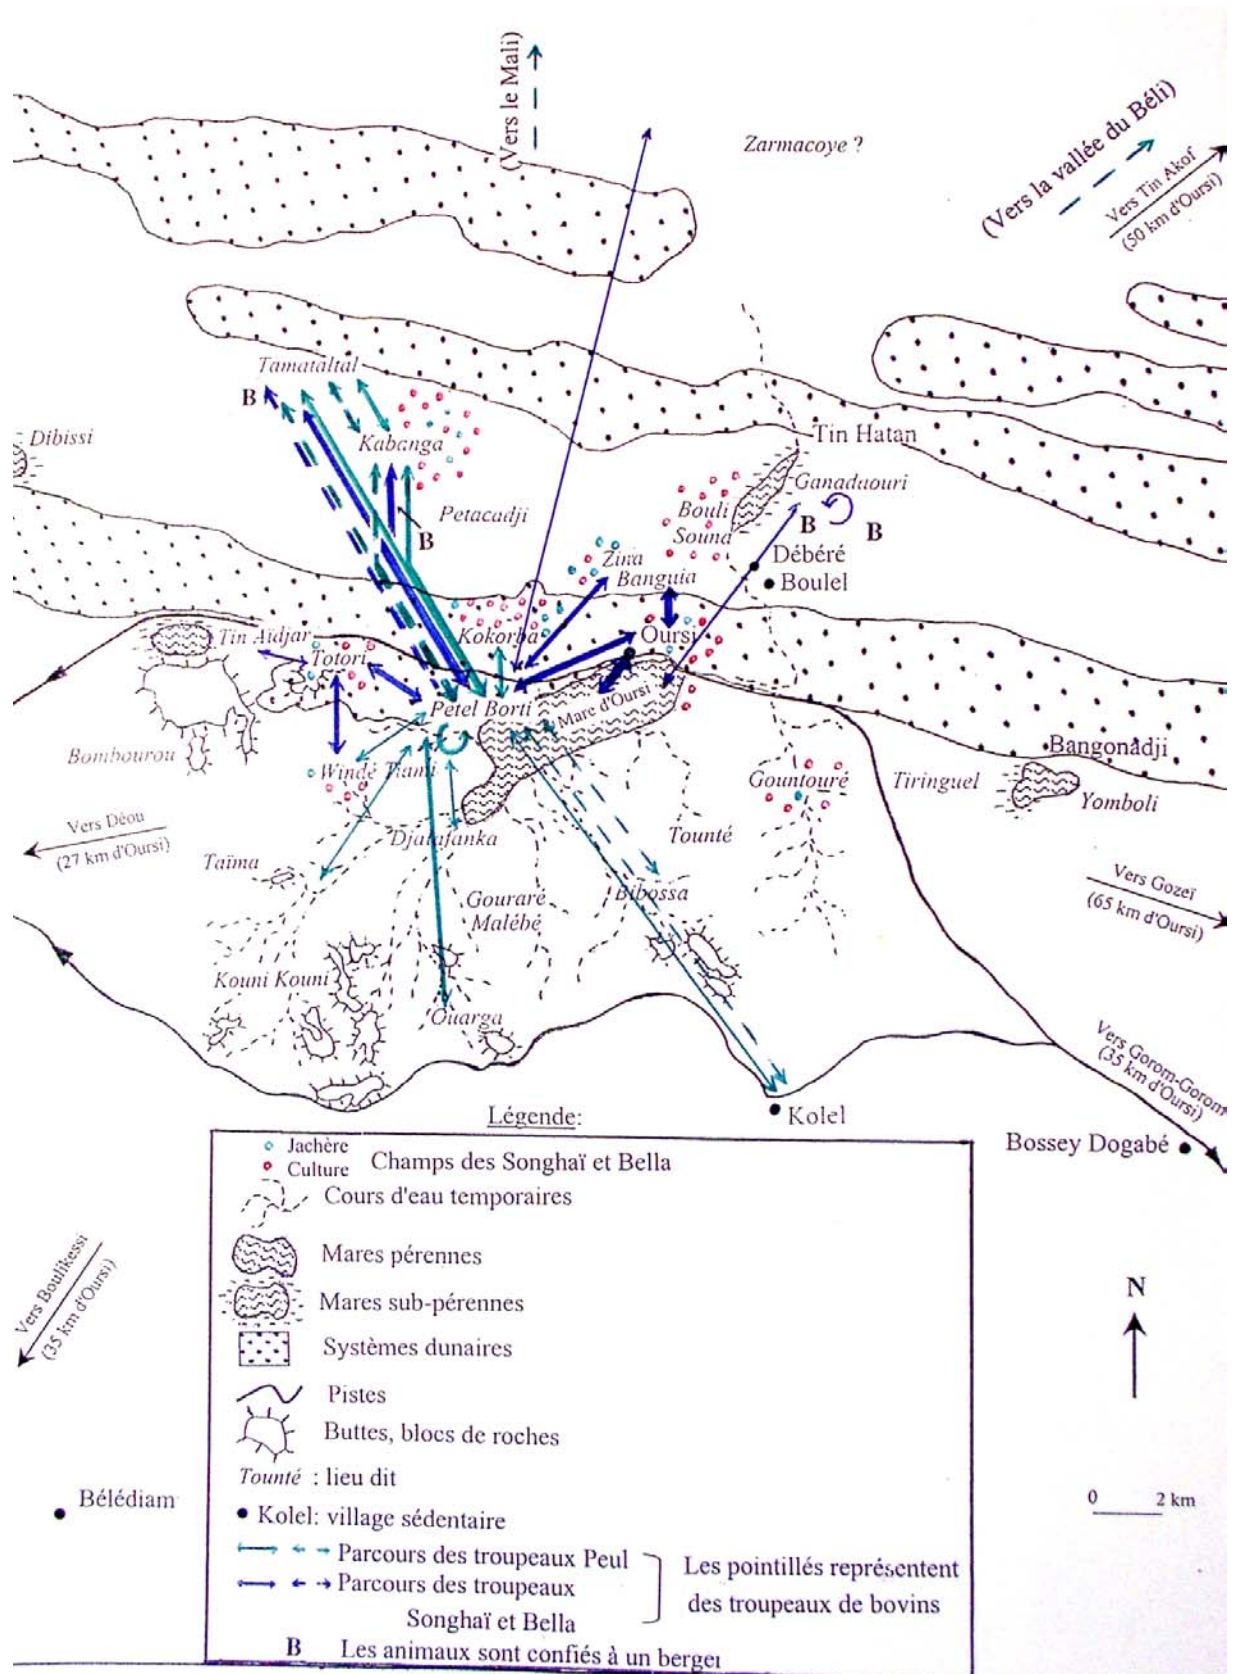 (Vers le Mali)
Zarmacoye ?
(Vers la vallée du Béli)
Vers Tin Akof
(50 km d'Oursi)
Tamataltal
B
Kabanga
Dibissi
Tin Hatan
Ganadaouri
Petacadji
B
Bouli
Souna
B
B
Zina
Banguia
Débéré
Boulel
Kokorba
Oursi
Tin Aïdjar
Totori
Petel Borti
Mare d'Oursi
Bombourou
Windé Tiami
Bangonadji
Gountouré
Tiringuel
Yomboli
Vers Déou
(27 km d'Oursi)
Djalafanka
Tounté
Taïma
Gouraré
Malébé
Bibossa
Vers Gozeï
(65 km d'Oursi)
Kouni Kouni
Ouarga
Vers Gorom-Gorom
(35 km d'Oursi)
Kolel
Bossey Dogabé
Légende:
Jachère
Culture
Champs des Songhaï et Bella
Cours d'eau temporaires
Mares pérennes
Mares sub-pérennes
Systèmes dunaires
Pistes
Buttes, blocs de roches
Tounté : lieu dit
Kolel: village sédentaire
Parcours des troupeaux Peul
Parcours des troupeaux
Songhaï et Bella
Les pointillés représentent
des troupeaux de bovins
B Les animaux sont confiés à un berger
Vers Boulikessi
(35 km d'Oursi)
Bélédiam
N
0 2 km